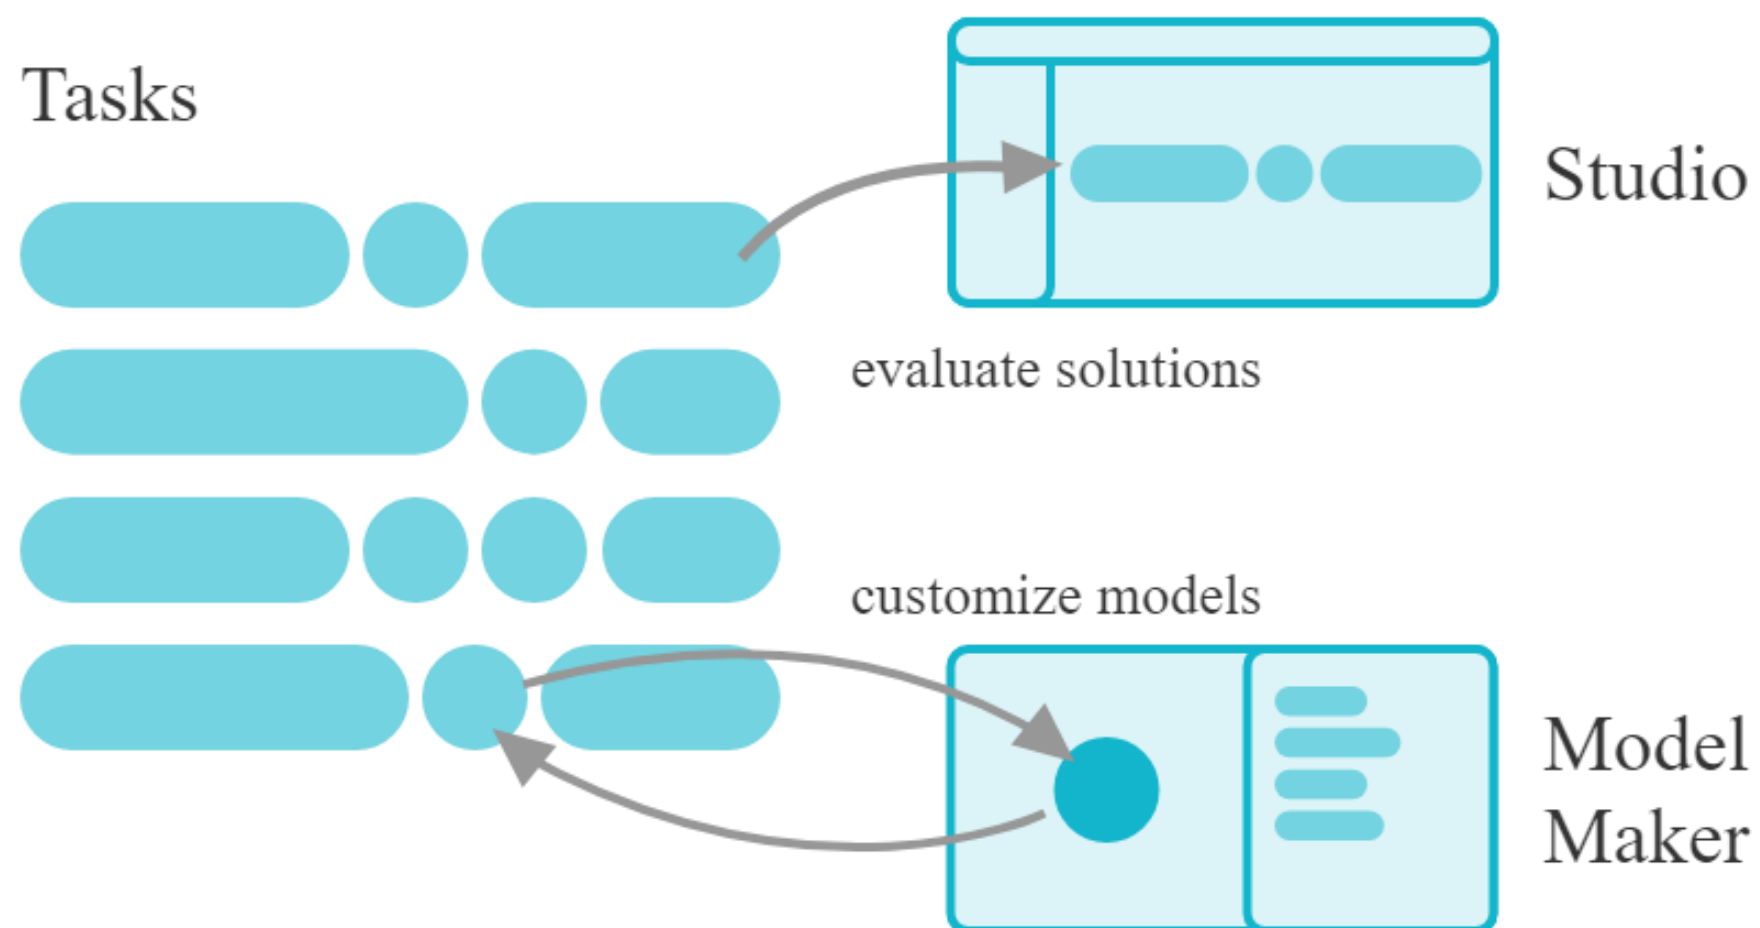 Tasks
Studio
evaluate solutions
customize models
Model
Maker